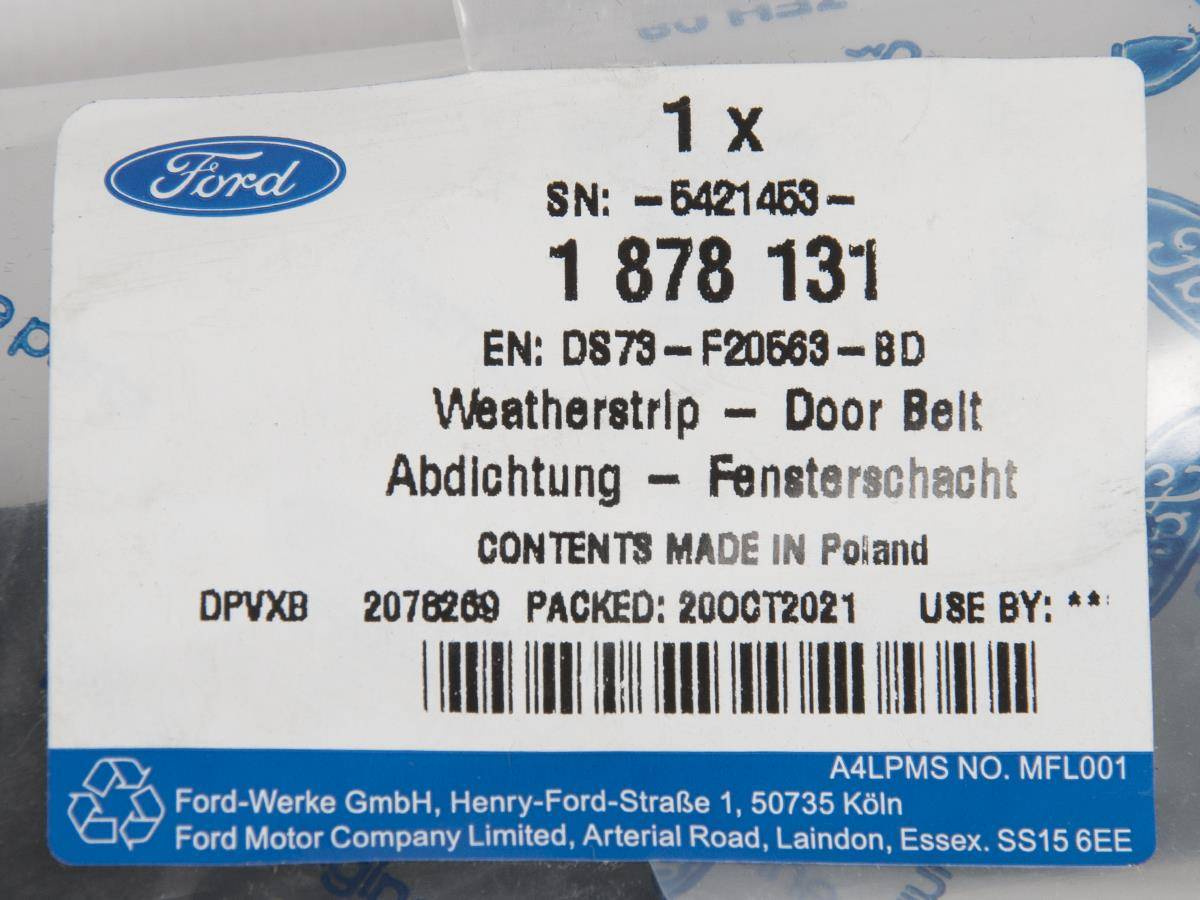 Ford
1 x
SN: -5421453-
1 878 131
EN: DS73-F20563-BD
Weatherstrip - Door Belt
Abdichtung - Fensterschacht
CONTENTS MADE IN Poland
DPVXB 2076269 PACKED: 20OCT2021 USE BY: **
A4LPMS NO. MFL001
Ford-Werke GmbH, Henry-Ford-Straße 1, 50735 Köln
Ford Motor Company Limited, Arterial Road, Laindon, Essex. SS15 6EE